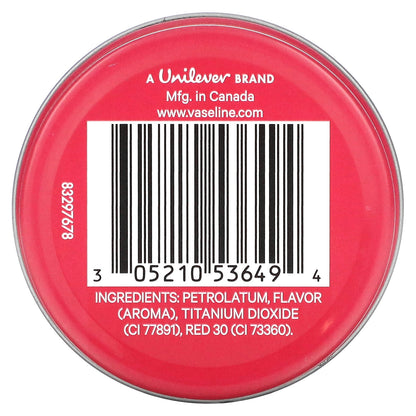 A Unilever BRAND
Mfg. in Canada
www.vaseline.com
83297678
3 05210 53649 4
INGREDIENTS: PETROLATUM, FLAVOR
(AROMA), TITANIUM DIOXIDE
(CI 77891), RED 30 (CI 73360).